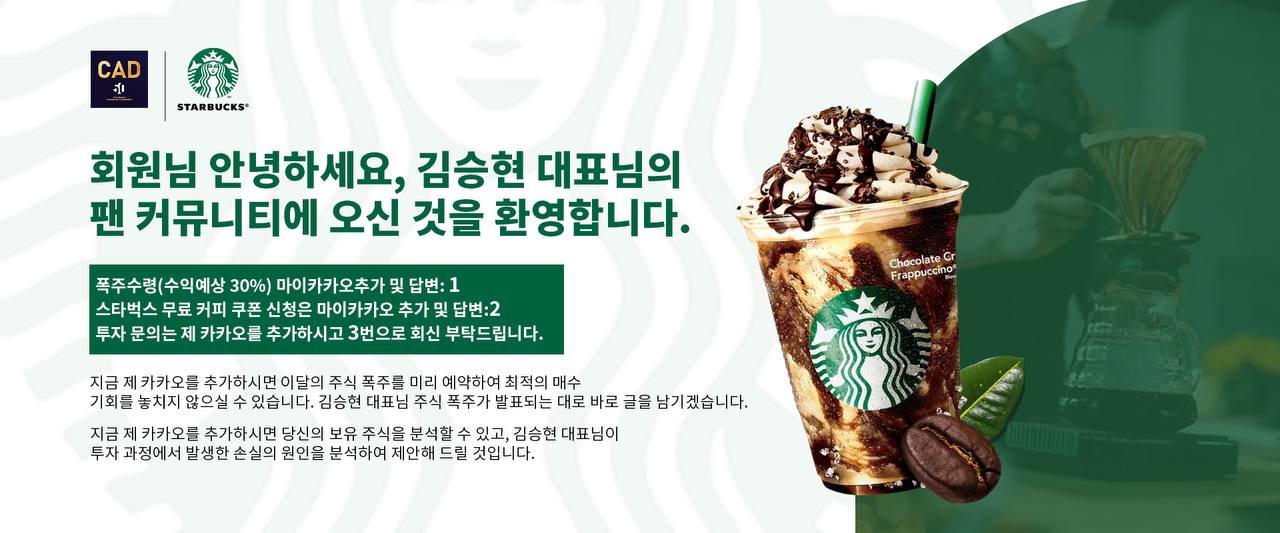 CAD
STARBUCKS®
회원님 안녕하세요, 김승현 대표님의
팬 커뮤니티에 오신 것을 환영합니다.
폭주수령(수익예상 30%) 마이카카오추가 및 답변: 1
스타벅스 무료 커피 쿠폰 신청은 마이카카오 추가 및 답변:2
투자 문의는 제 카카오를 추가하시고 3번으로 회신 부탁드립니다.
지금 제 카카오를 추가하시면 이달의 주식 폭주를 미리 예약하여 최적의 매수
기회를 놓치지 않으실 수 있습니다. 김승현 대표님 주식 폭주가 발표되는 대로 바로 글을 남기겠습니다.
지금 제 카카오를 추가하시면 당신의 보유 주식을 분석할 수 있고, 김승현 대표님이
투자 과정에서 발생한 손실의 원인을 분석하여 제안해 드릴 것입니다.
Chocolate Cr
Frappuccino®